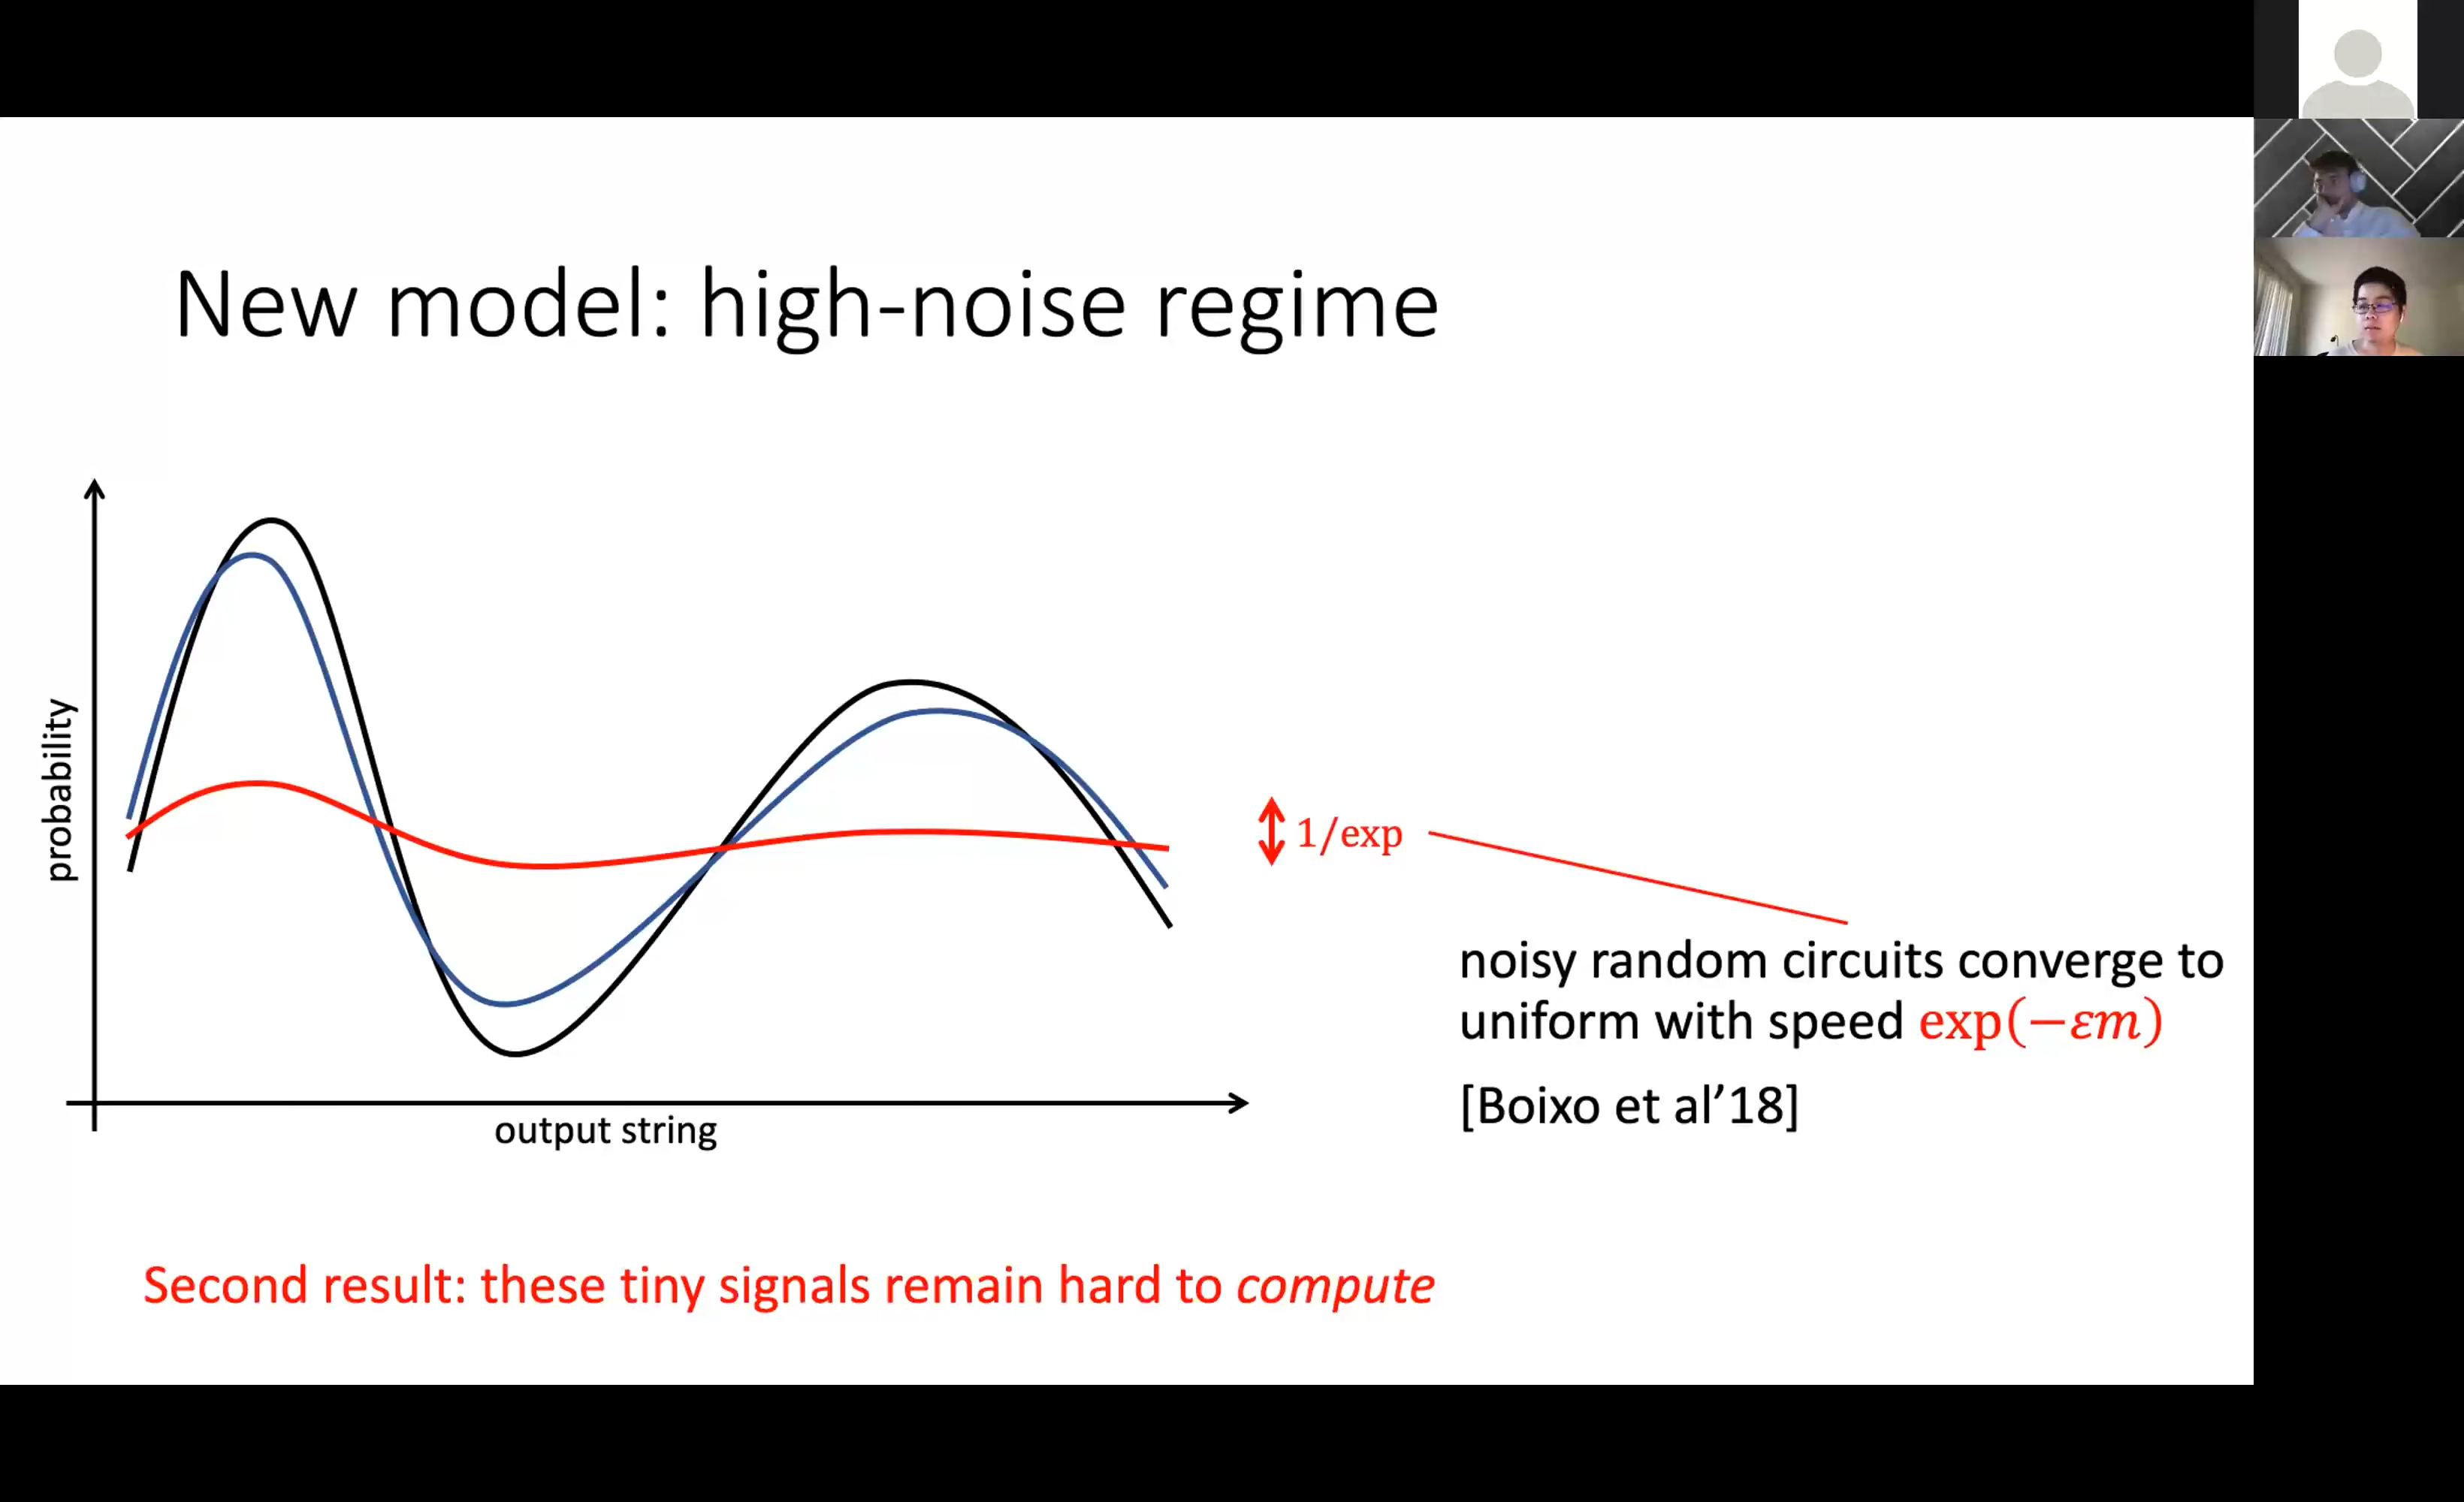 New model: high-noise regime
probability
output string
1/exp
noisy random circuits converge to
uniform with speed exp(−εm)
[Boixo et al’18]
Second result: these tiny signals remain hard to compute